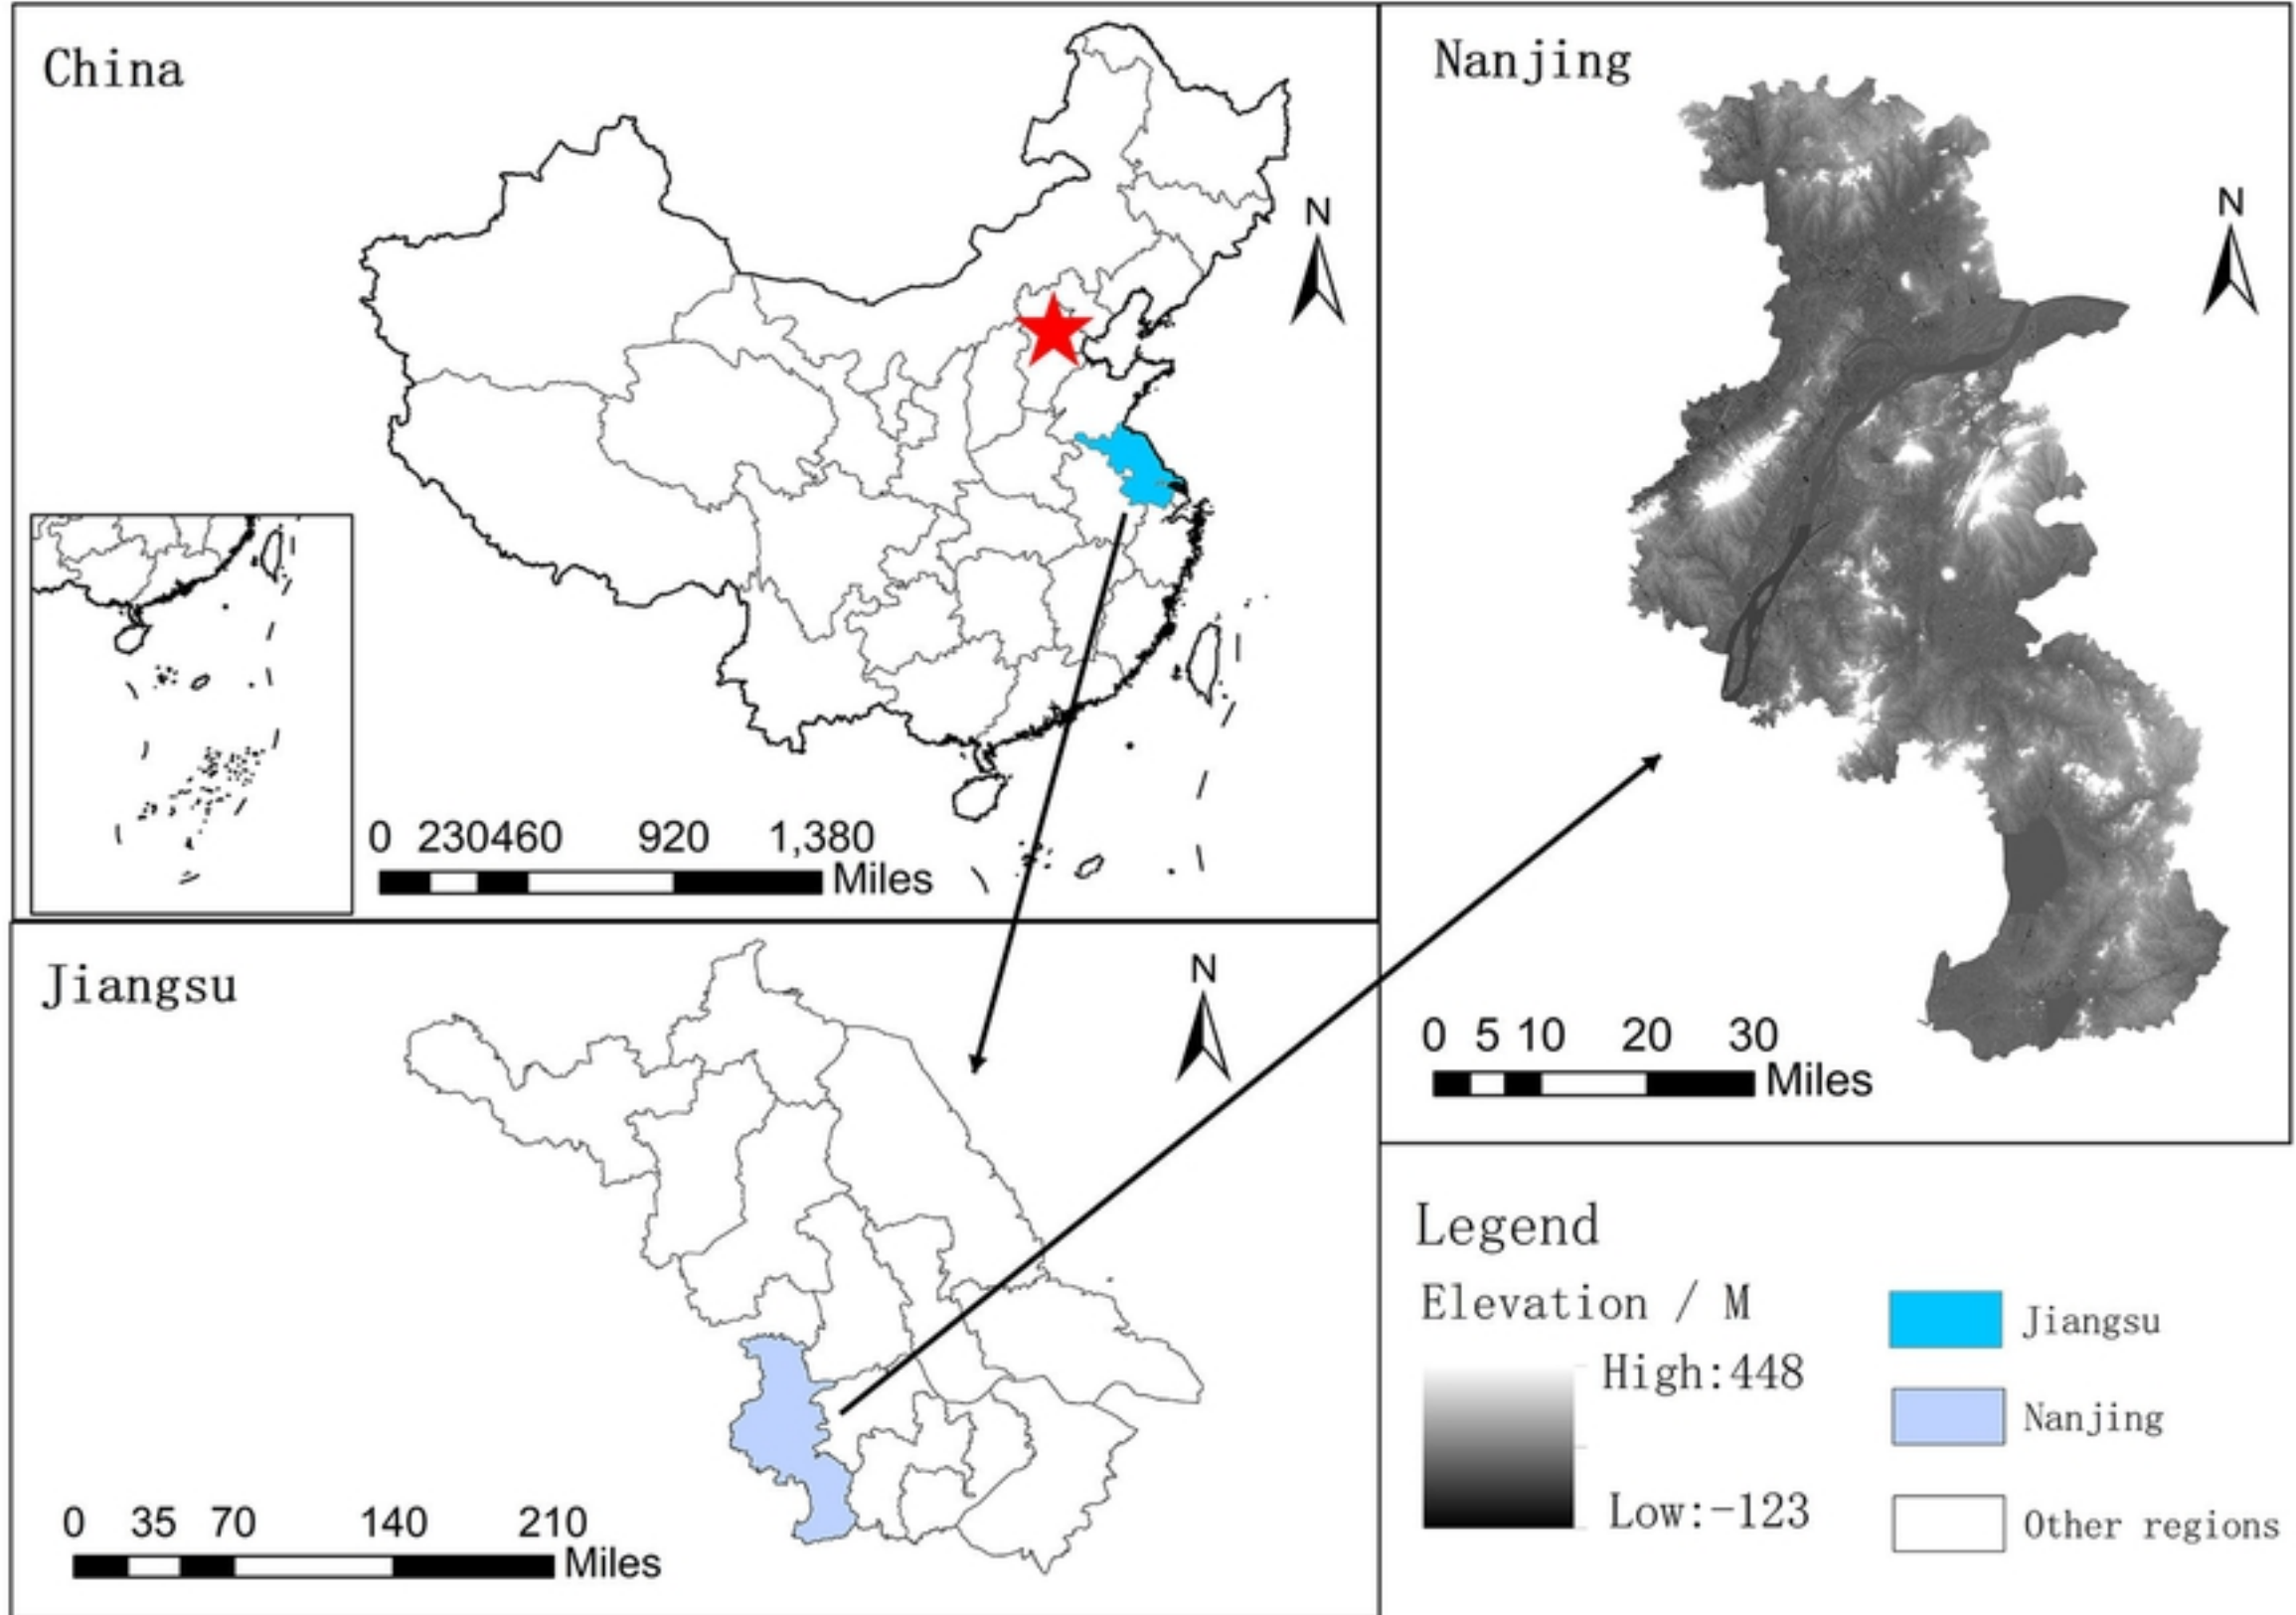 China
N
0 230460 920 1,380
Miles
Nanjing
N
0 5 10 20 30
Miles
Jiangsu
N
0 35 70 140 210
Miles
Legend
Elevation / M
High:448
Low:-123
Jiangsu
Nanjing
Other regions